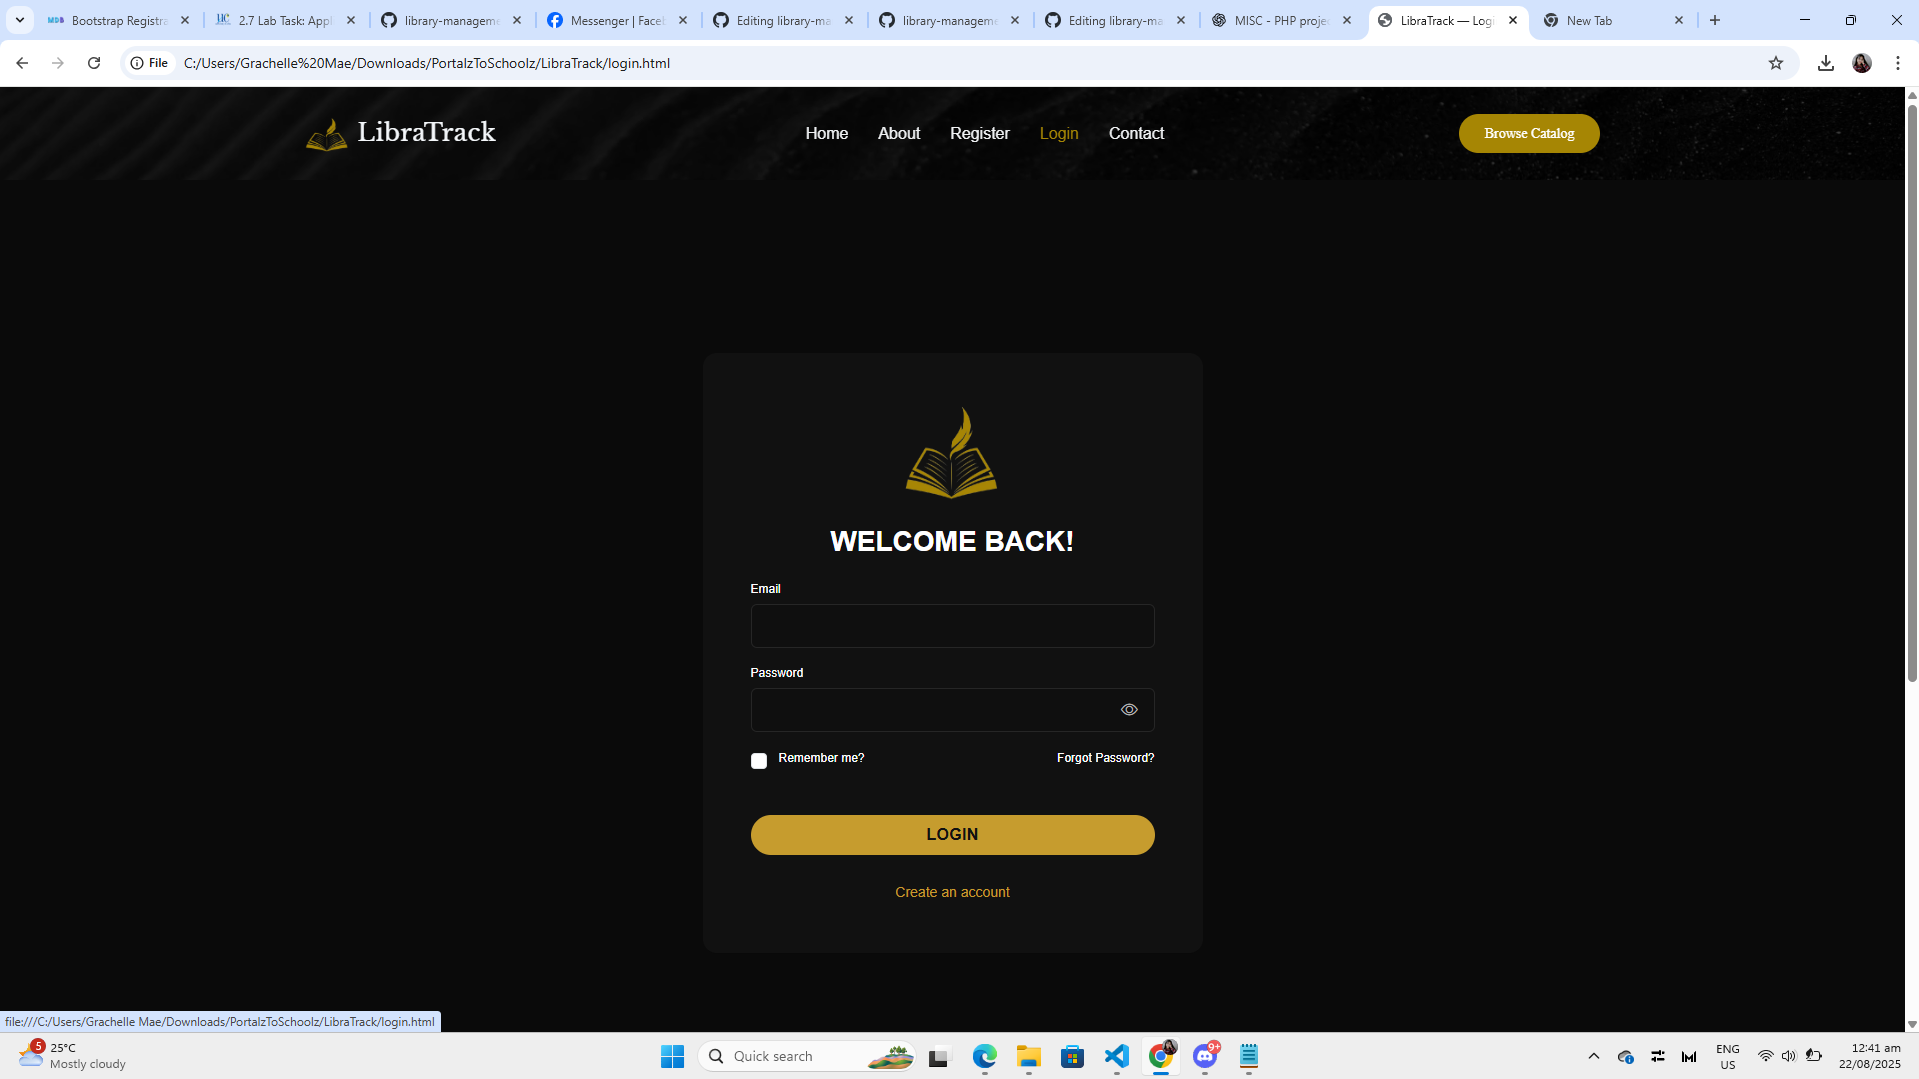 Bootstrap Registra
2.7 Lab Task: Appl
library-manageme
Messenger | Faceb
Editing library-ma
library-manageme
Editing library-ma
MISC - PHP projec
LibraTrack — Logi
New Tab
File
C:/Users/Grachelle%20Mae/Downloads/PortalzToSchoolz/LibraTrack/login.html
LibraTrack
Home
About
Register
Login
Contact
Browse Catalog
WELCOME BACK!
Email
Password
Remember me?
Forgot Password?
LOGIN
Create an account
file:///C:/Users/Grachelle Mae/Downloads/PortalzToSchoolz/LibraTrack/login.html
5
25°C
Mostly cloudy
Quick search
9+
ENG
US
12:41 am
22/08/2025